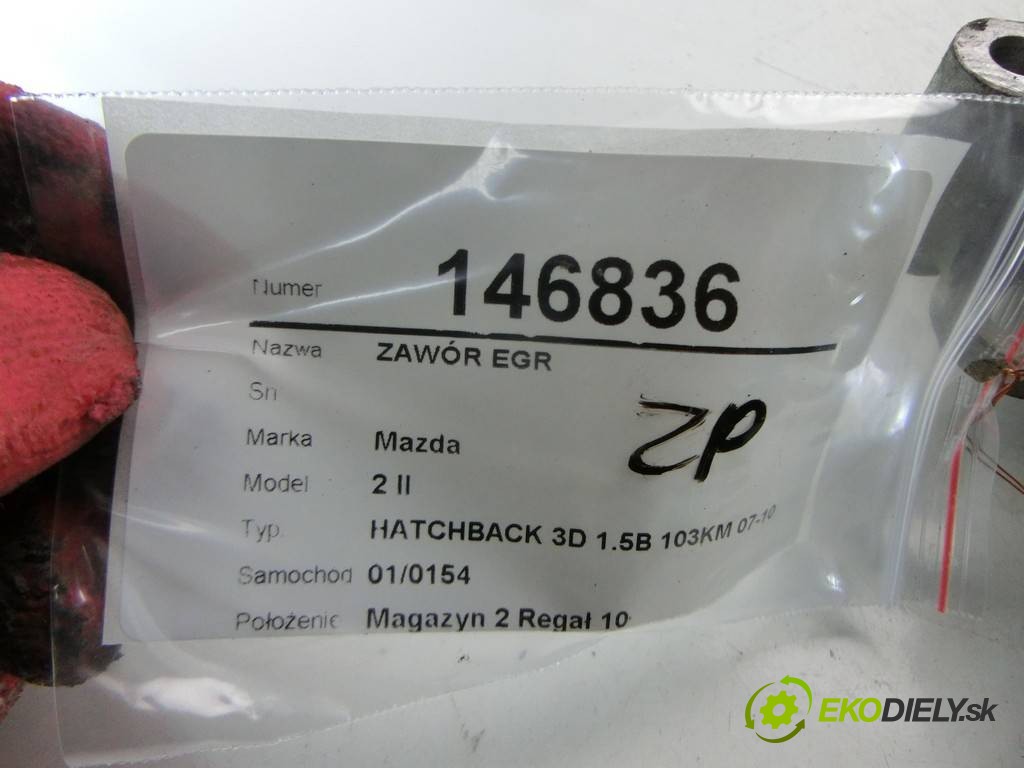 Numer 146836
Nazwa ZAWÓR EGR
Sn
Marka Mazda
ZP
Model 2 II
Typ HATCHBACK 3D 1.5B 103KM 07-10
Samochod 01/0154
Położenie Magazyn 2 Regał 10
EKODIELY.sk